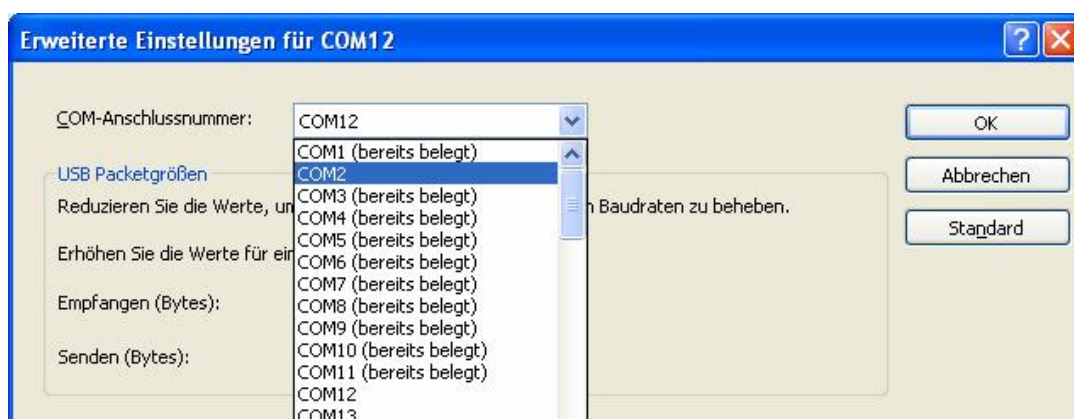 Erweiterte Einstellungen für COM12
COM-Anschlussnummer:
COM12
COM1 (bereits belegt)
COM2
COM3 (bereits belegt)
COM4 (bereits belegt)
COM5 (bereits belegt)
COM6 (bereits belegt)
COM7 (bereits belegt)
COM8 (bereits belegt)
COM9 (bereits belegt)
COM10 (bereits belegt)
COM11 (bereits belegt)
COM12
COM13
USB Packetgrößen
Reduzieren Sie die Werte, un
n Baudraten zu beheben.
Erhöhen Sie die Werte für ein
Empfangen (Bytes):
Senden (Bytes):
OK
Abbrechen
Standard